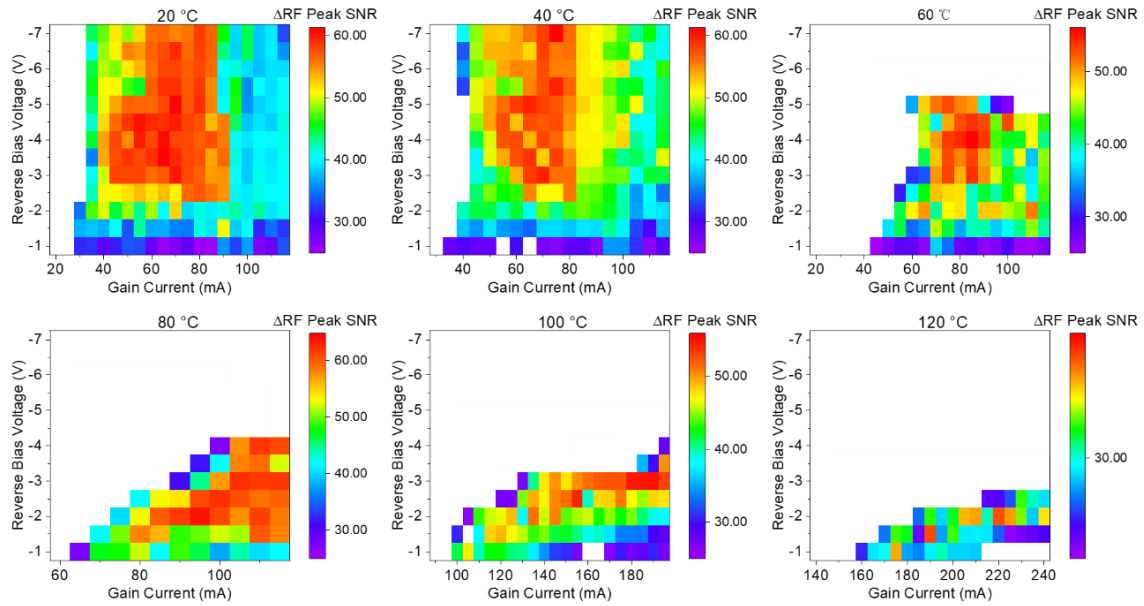 20 °C
ΔRF Peak SNR
Reverse Bias Voltage (V)
-7
-6
-5
-4
-3
-2
-1
20 40 60 80 100
Gain Current (mA)
60.00
50.00
40.00
30.00
40 °C
ΔRF Peak SNR
Reverse Bias Voltage (V)
-7
-6
-5
-4
-3
-2
-1
40 60 80 100
Gain Current (mA)
60.00
50.00
40.00
30.00
60 ℃
ΔRF Peak SNR
Reverse Bias Voltage (V)
-7
-6
-5
-4
-3
-2
-1
20 40 60 80 100
Gain Current (mA)
50.00
40.00
30.00
80 °C
ΔRF Peak SNR
Reverse Bias Voltage (V)
-7
-6
-5
-4
-3
-2
-1
60 80 100
Gain Current (mA)
60.00
50.00
40.00
30.00
100 °C
ΔRF Peak SNR
Reverse Bias Voltage (V)
-7
-6
-5
-4
-3
-2
-1
100 120 140 160 180
Gain Current (mA)
50.00
40.00
30.00
120 °C
ΔRF Peak SNR
Reverse Bias Voltage (V)
-7
-6
-5
-4
-3
-2
-1
140 160 180 200 220 240
Gain Current (mA)
30.00